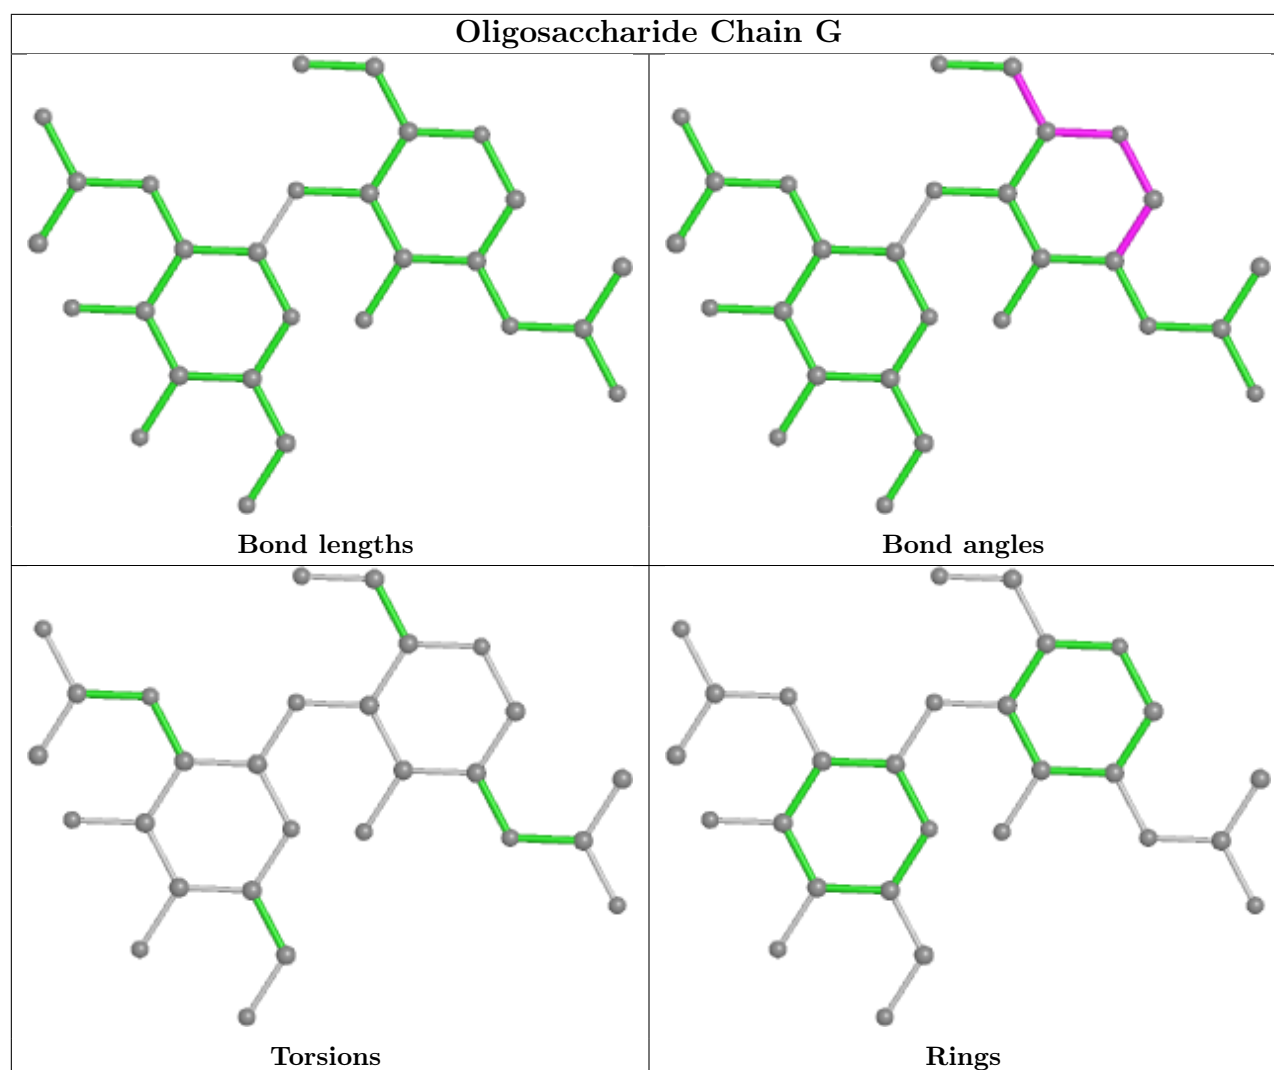 Oligosaccharide Chain G
Bond lengths
Bond angles
Torsions
Rings